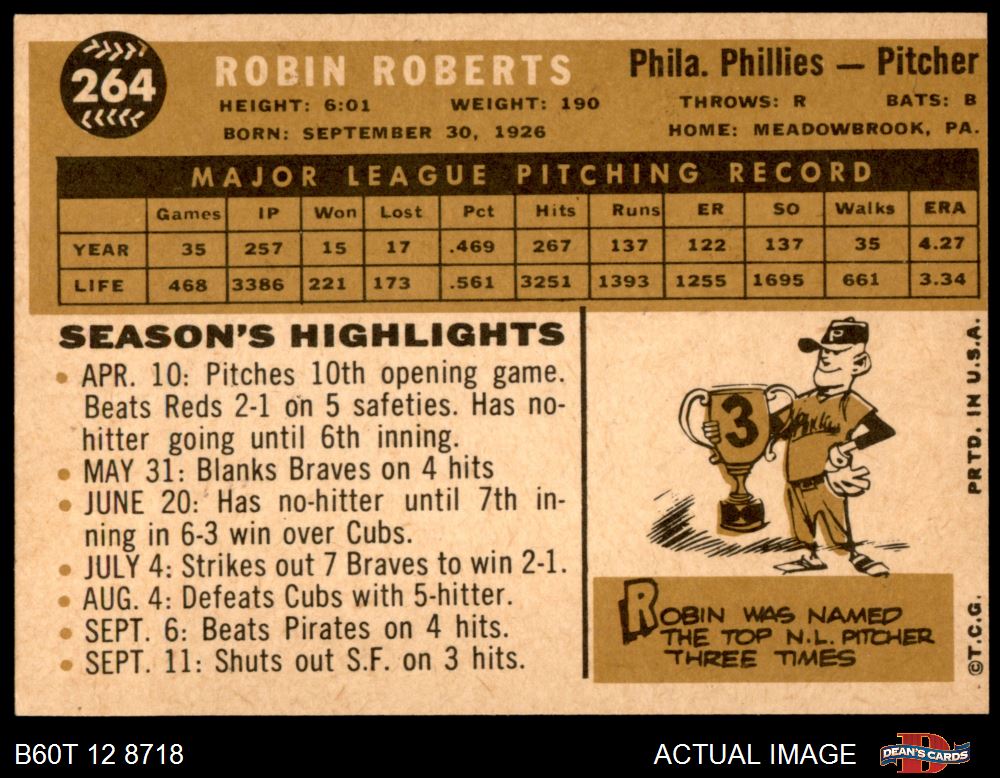 264
ROBIN ROBERTS
Phila. Phillies — Pitcher
HEIGHT: 6:01 WEIGHT: 190 THROWS: R BATS: B
BORN: SEPTEMBER 30, 1926 HOME: MEADOWBROOK, PA.
MAJOR LEAGUE PITCHING RECORD
Games IP Won Lost Pct Hits Runs ER SO Walks ERA
YEAR 35 257 15 17 .469 267 137 122 137 35 4.27
LIFE 468 3386 221 173 .561 3251 1393 1255 1695 661 3.34
SEASON'S HIGHLIGHTS
• APR. 10: Pitches 10th opening game.
Beats Reds 2-1 on 5 safeties. Has no-
hitter going until 6th inning.
• MAY 31: Blanks Braves on 4 hits
• JUNE 20: Has no-hitter until 7th in-
ning in 6-3 win over Cubs.
• JULY 4: Strikes out 7 Braves to win 2-1.
• AUG. 4: Defeats Cubs with 5-hitter.
• SEPT. 6: Beats Pirates on 4 hits.
• SEPT. 11: Shuts out S.F. on 3 hits.
P
3
ROBIN WAS NAMED
THE TOP N.L. PITCHER
THREE TIMES
PRTD. IN U.S.A.
©T.C.G.
B60T 12 8718
ACTUAL IMAGE
DEAN'S CARDS